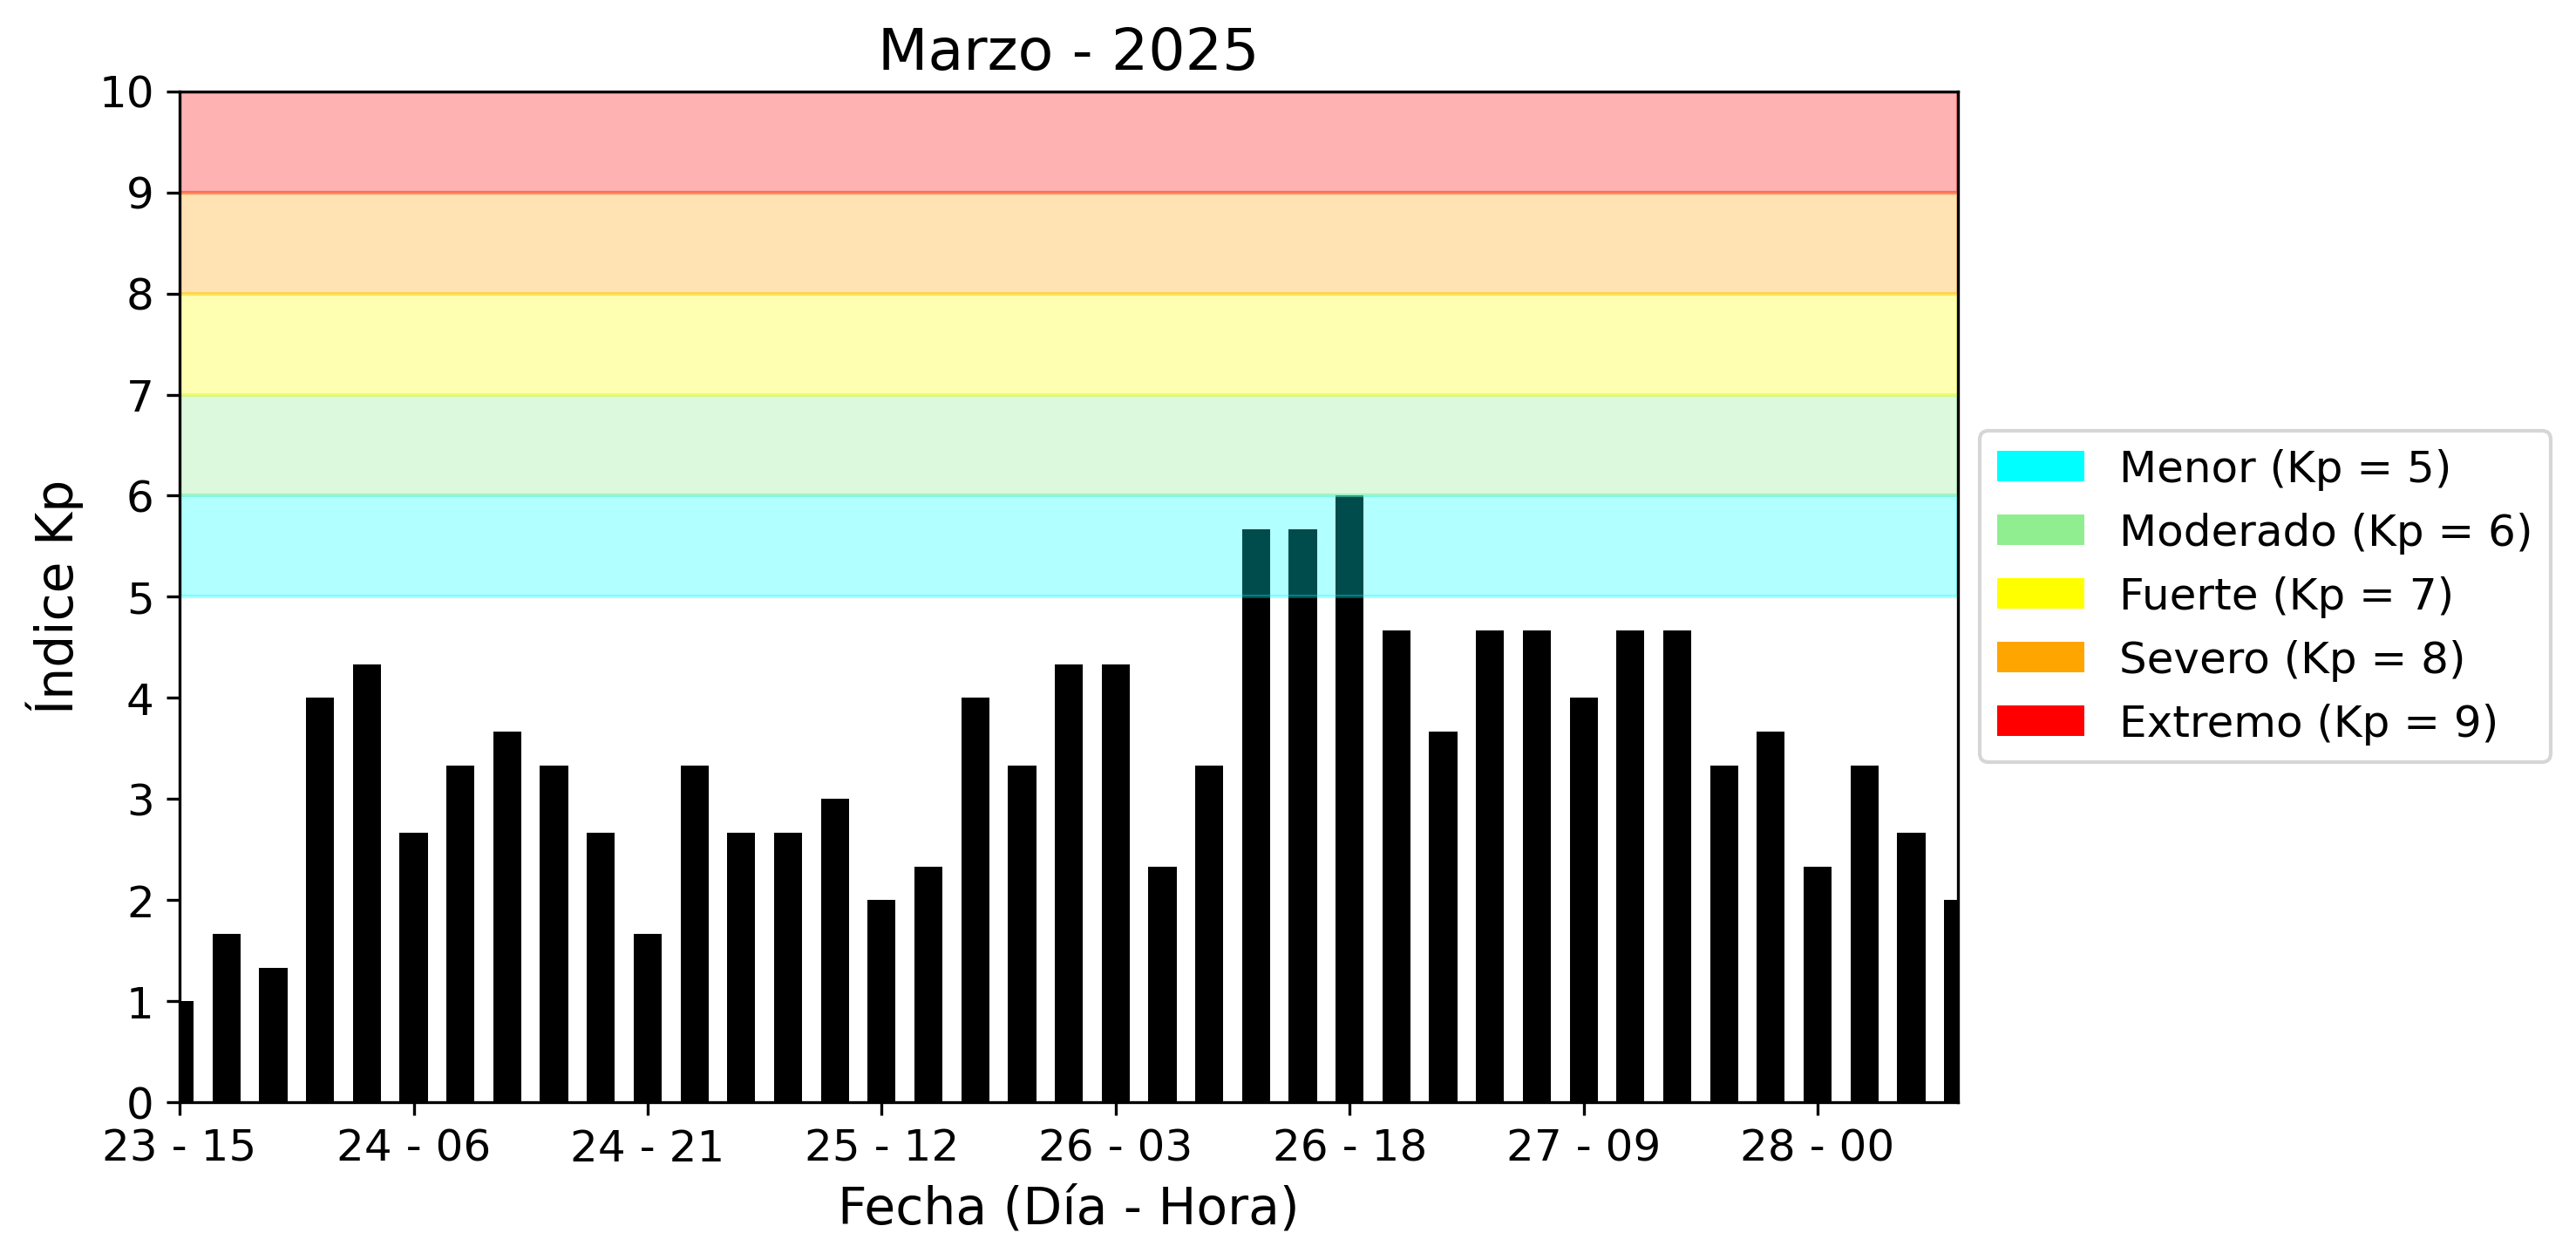 Marzo - 2025
Índice Kp
10
9
8
7
6
5
4
3
2
1
0
23 - 15
24 - 06
24 - 21
25 - 12
26 - 03
26 - 18
27 - 09
28 - 00
Fecha (Día - Hora)
Menor (Kp = 5)
Moderado (Kp = 6)
Fuerte (Kp = 7)
Severo (Kp = 8)
Extremo (Kp = 9)